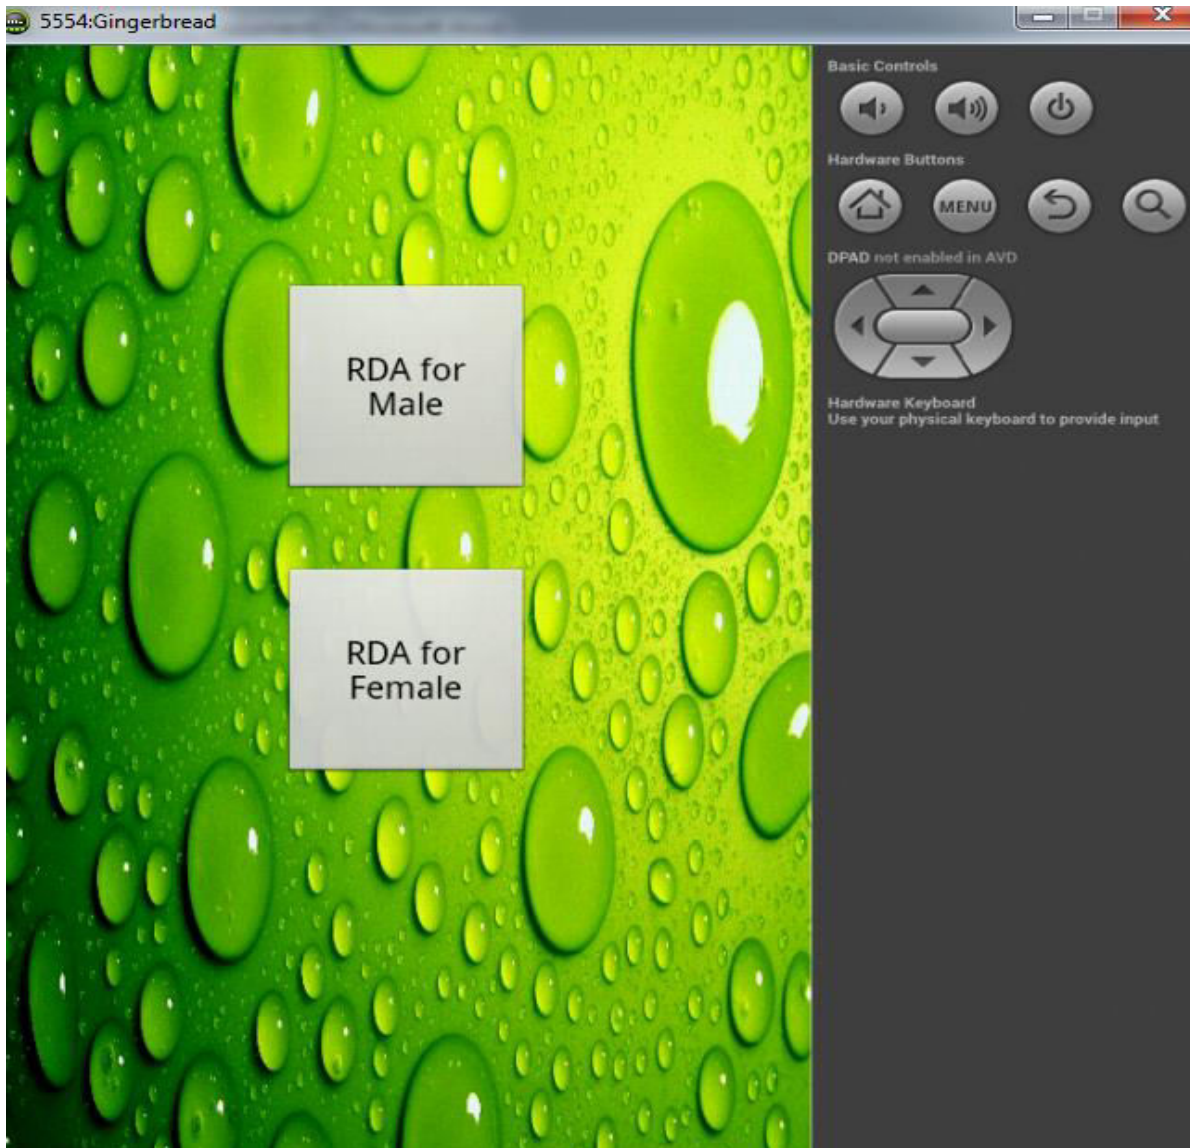 5554:Gingerbread
Basic Controls
Hardware Buttons
MENU
DPAD not enabled in AVD
Hardware Keyboard
Use your physical keyboard to provide input
RDA for
Male
RDA for
Female